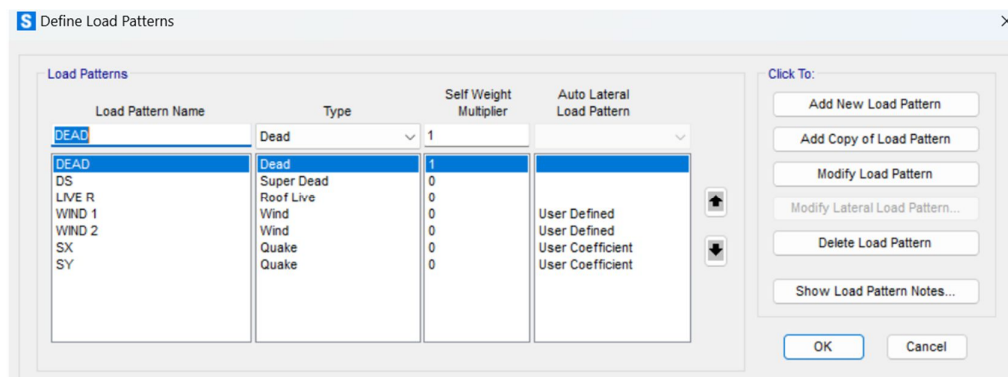 S Define Load Patterns
Load Patterns
Load Pattern Name Type Self Weight Multiplier Auto Lateral Load Pattern
DEAD Dead 1
DEAD Dead 1
DS Super Dead 0
LIVE R Roof Live 0
WIND 1 Wind 0 User Defined
WIND 2 Wind 0 User Defined
SX Quake 0 User Coefficient
SY Quake 0 User Coefficient
Click To:
Add New Load Pattern
Add Copy of Load Pattern
Modify Load Pattern
Modify Lateral Load Pattern...
Delete Load Pattern
Show Load Pattern Notes...
OK Cancel